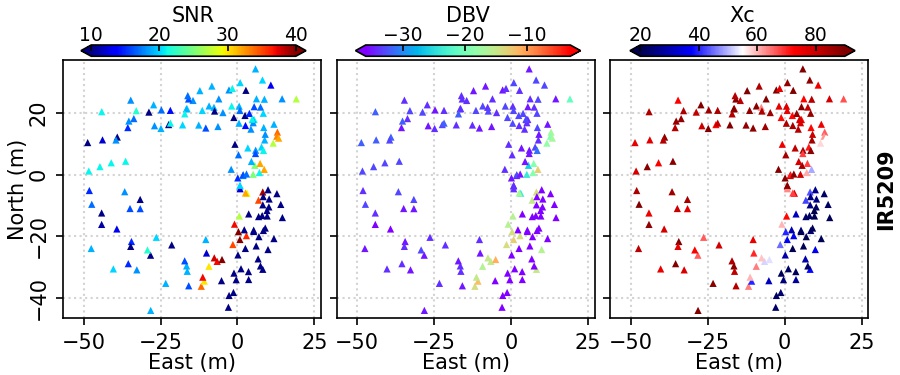 SNR DBV Xc
10 20 30 40 −30 −20 −10 20 40 60 80
20
0
−20
−40
North (m)
IR5209
−50 −25 0 25 −50 −25 0 25 −50 −25 0 25
East (m) East (m) East (m)